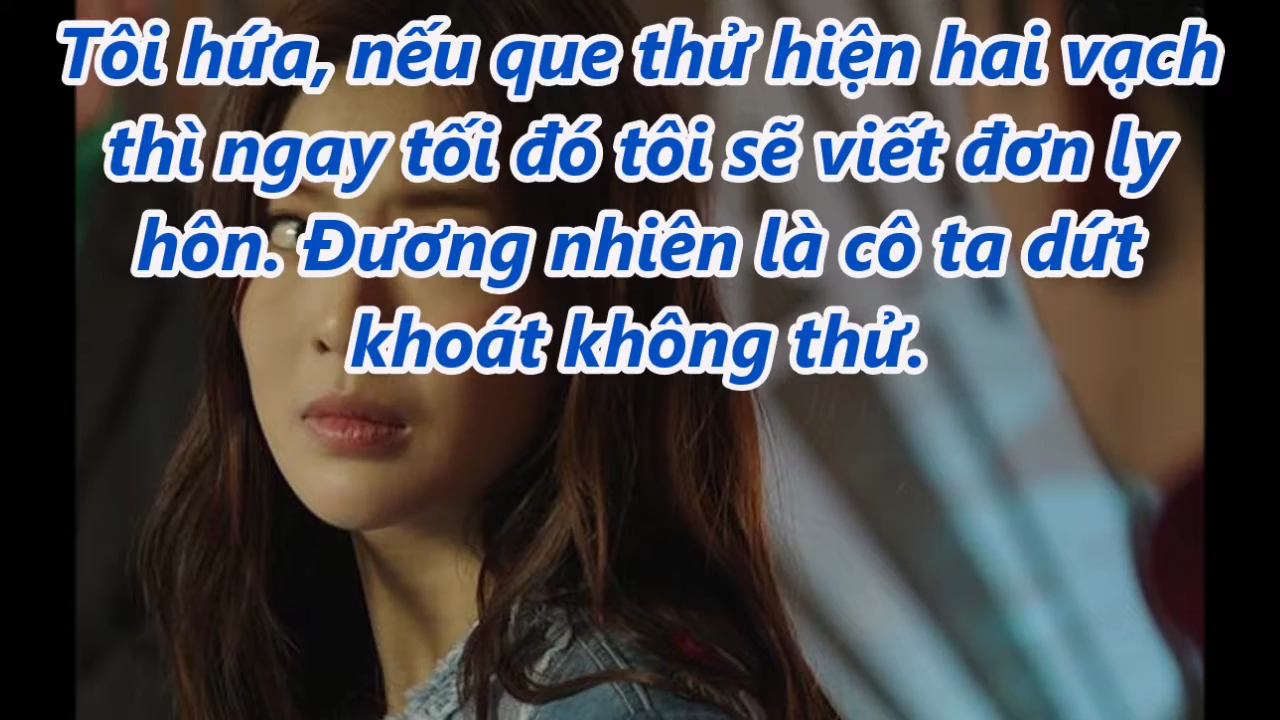 Tôi hứa, nếu que thử hiện hai vạch
thì ngay tối đó tôi sẽ viết đơn ly
hôn. Đương nhiên là cô ta dứt
khoát không thử.